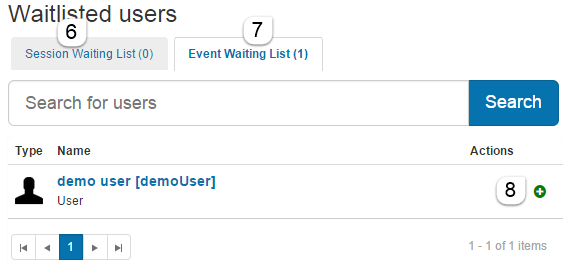 Waitlisted users
6
7
Session Waiting List (0)
Event Waiting List (1)
Search for users
Search
Type Name Actions
demo user [demoUser]
User
8
1
1 - 1 of 1 items